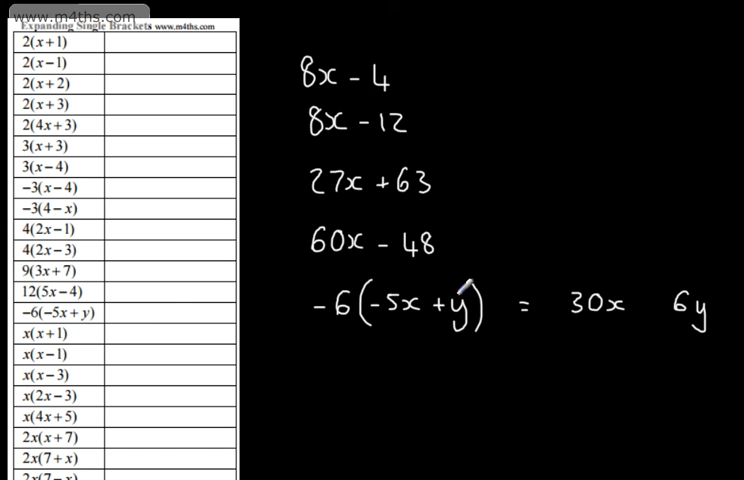 www.m4ths.com
Expanding Single Brackets www.m4ths.com
2(x+1)
2(x−1)
2(x+2)
2(x+3)
2(4x+3)
3(x+3)
3(x−4)
−3(x−4)
−3(4−x)
4(2x−1)
4(2x−3)
9(3x+7)
12(5x−4)
−6(−5x+y)
x(x+1)
x(x−1)
x(x−3)
x(2x−3)
x(4x+5)
2x(x+7)
2x(7+x)
2x(7−x)
8x − 4
8x − 12
27x + 63
60x − 48
−6(−5x + y) = 30x 6y